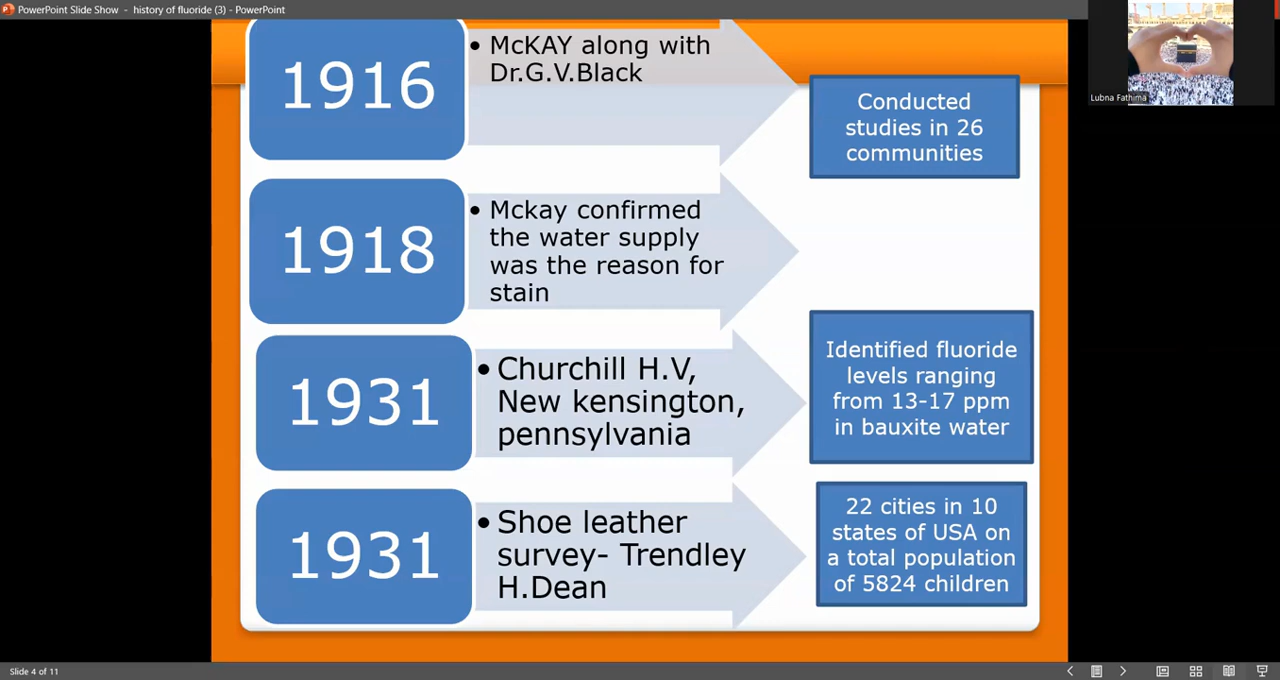 PowerPoint Slide Show - history of fluoride (3) - PowerPoint
Lubna Fathima
1916
• McKAY along with
Dr.G.V.Black
Conducted
studies in 26
communities
1918
• Mckay confirmed
the water supply
was the reason for
stain
1931
• Churchill H.V,
New kensington,
pennsylvania
Identified fluoride
levels ranging
from 13-17 ppm
in bauxite water
1931
• Shoe leather
survey- Trendley
H.Dean
22 cities in 10
states of USA on
a total population
of 5824 children
Slide 4 of 11